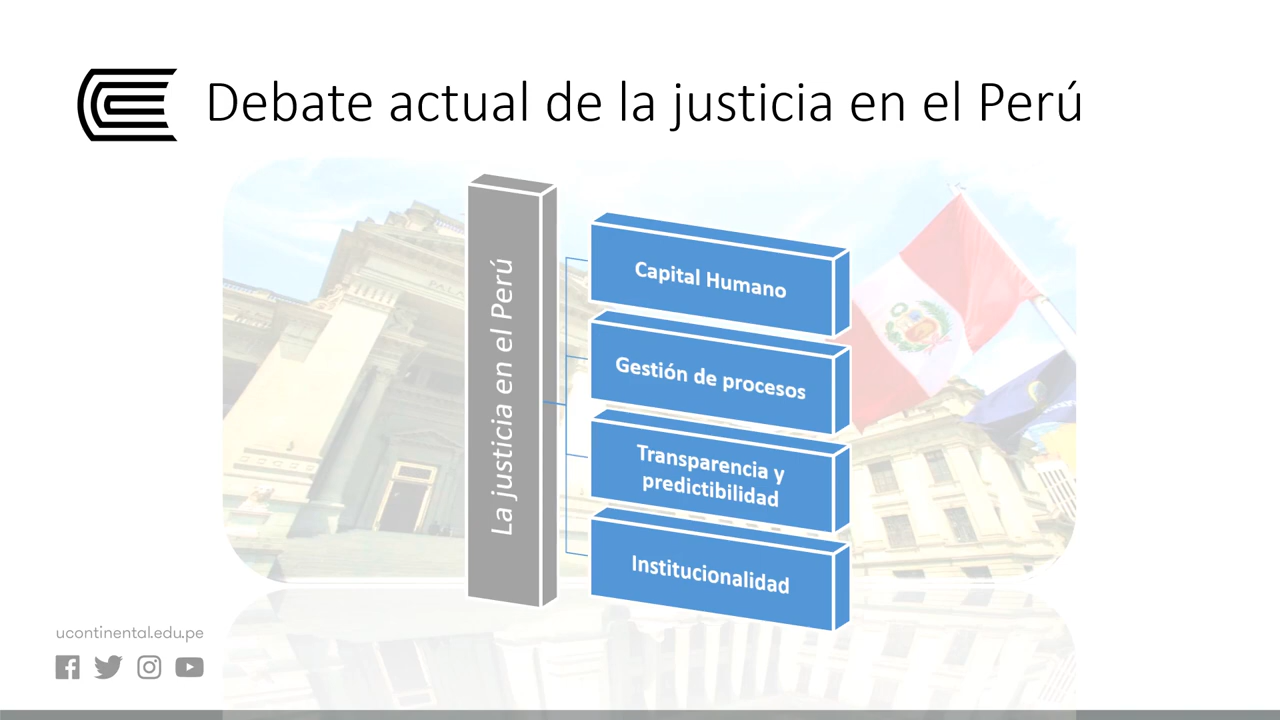 Debate actual de la justicia en el Perú
La justicia en el Perú
Capital Humano
Gestión de procesos
Transparencia y
predictibilidad
Institucionalidad
ucontinental.edu.pe